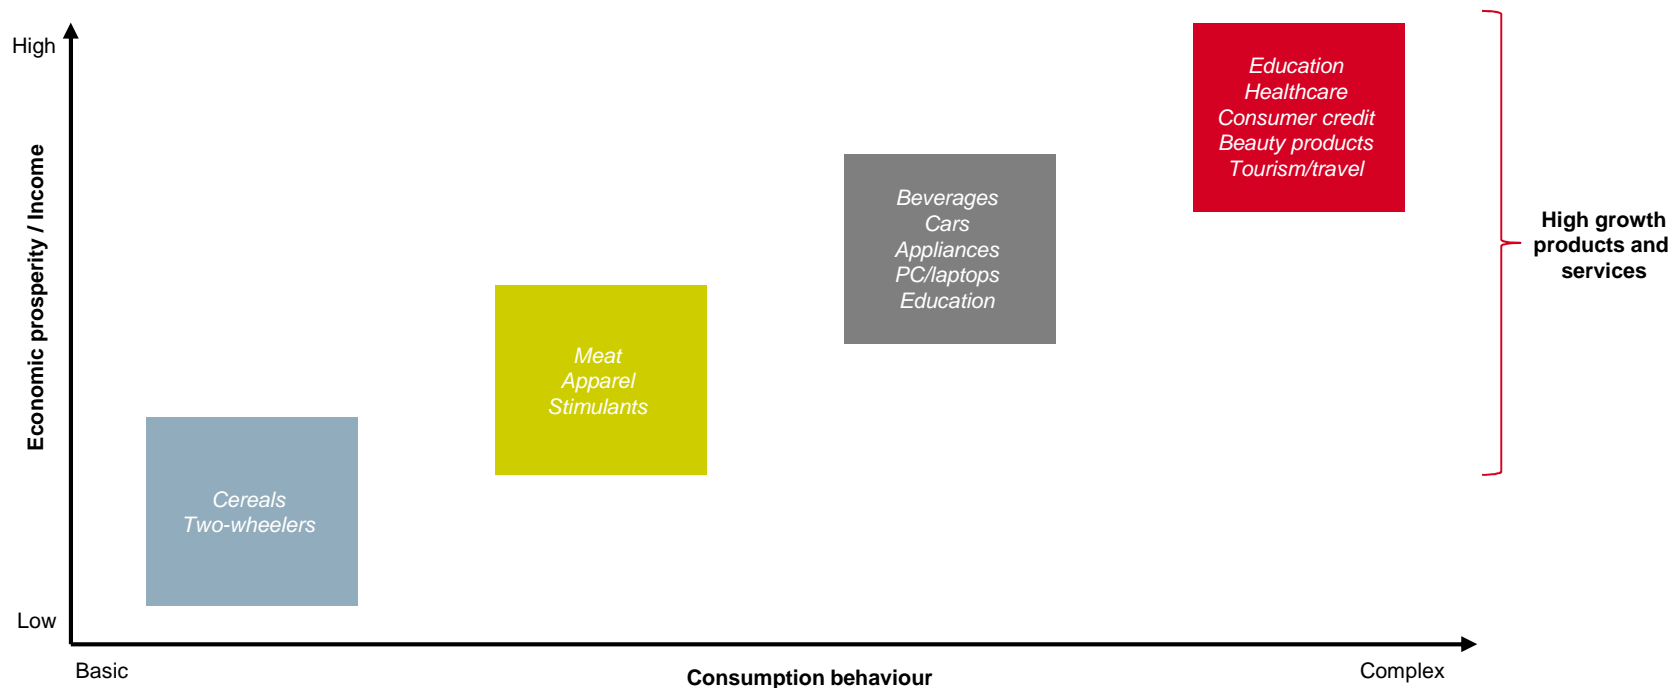 High
Economic prosperity / Income
Low
Education
Healthcare
Consumer credit
Beauty products
Tourism/travel
Beverages
Cars
Appliances
PC/laptops
Education
High growth
products and
services
Meat
Apparel
Stimulants
Cereals
Two-wheelers
Basic
Consumption behaviour
Complex